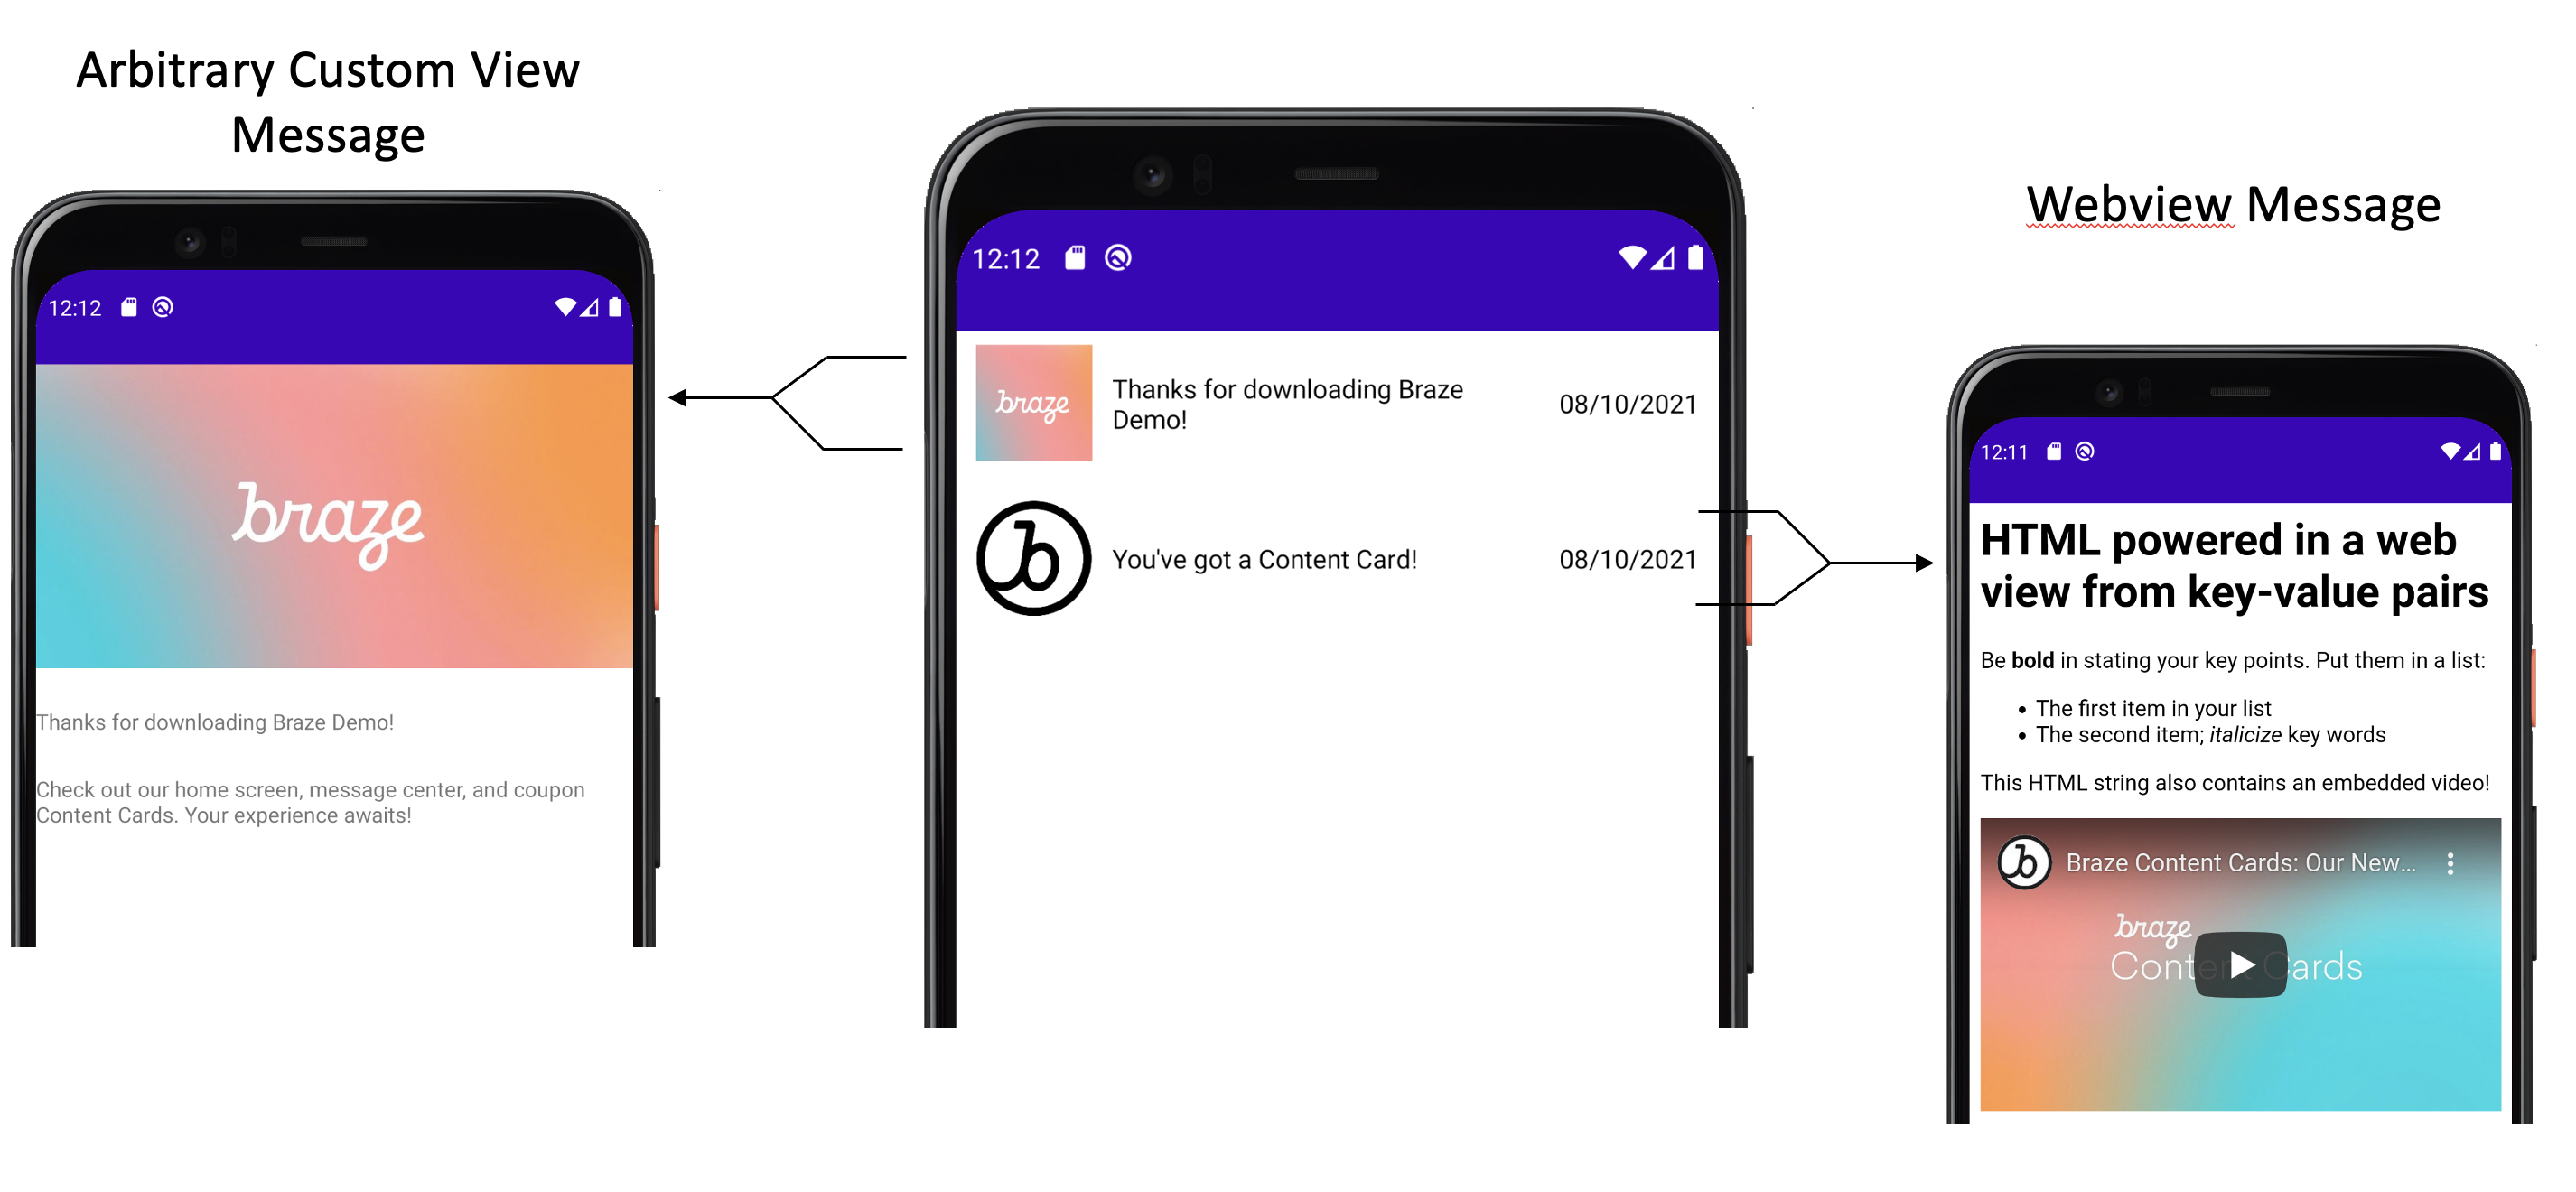 Arbitrary Custom View
Message
12:12
braze
Thanks for downloading Braze Demo!
Check out our home screen, message center, and coupon
Content Cards. Your experience awaits!
12:12
braze
Thanks for downloading Braze
Demo!
08/10/2021
b
You've got a Content Card!
08/10/2021
Webview Message
12:11
HTML powered in a web
view from key-value pairs
Be bold in stating your key points. Put them in a list:
• The first item in your list
• The second item; italicize key words
This HTML string also contains an embedded video!
b
Braze Content Cards: Our New...
braze
Content Cards